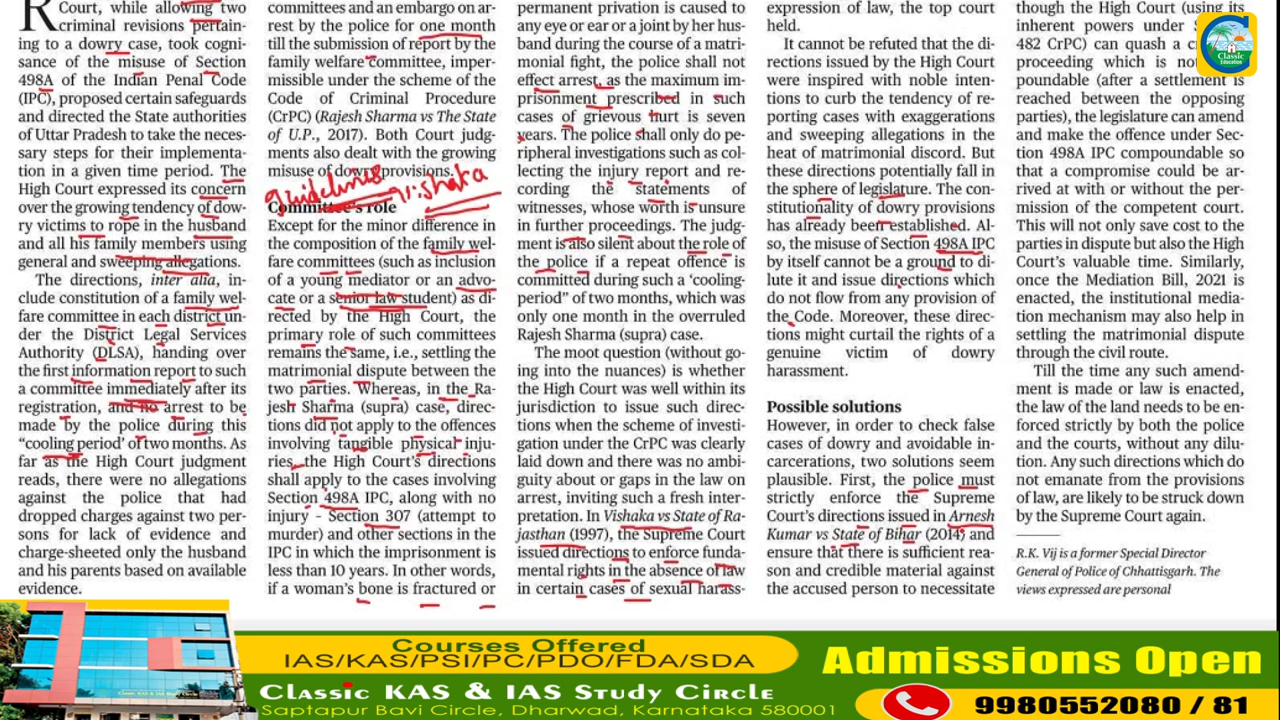 Court, while allowing two
criminal revisions pertain-
ing to a dowry case, took cogni-
sance of the misuse of Section
498A of the Indian Penal Code
(IPC), proposed certain safeguards
and directed the State authorities
of Uttar Pradesh to take the neces-
sary steps for their implementa-
tion in a given time period. The
High Court expressed its concern
over the growing tendency of dow-
ry victims to rope in the husband
and all his family members using
general and sweeping allegations.
The directions, inter alia, in-
clude constitution of a family wel-
fare committee in each district un-
der the District Legal Services
Authority (DLSA), handing over
the first information report to such
a committee immediately after its
registration, and no arrest to be
made by the police during this
“cooling period’ of two months. As
far as the High Court judgment
reads, there were no allegations
against the police that had
dropped charges against two per-
sons for lack of evidence and
charge-sheeted only the husband
and his parents based on available
evidence.
committees and an embargo on ar-
rest by the police for one month
till the submission of report by the
family welfare committee, imper-
missible under the scheme of the
Code of Criminal Procedure
(CrPC) (Rajesh Sharma vs The State
of U.P., 2017). Both Court judg-
ments also dealt with the growing
misuse of dowry provisions.
guidelines vishaka
Committee's role
Except for the minor difference in
the composition of the family wel-
fare committees (such as inclusion
of a young mediator or an advo-
cate or a senior law student) as di-
rected by the High Court, the
primary role of such committees
remains the same, i.e., settling the
matrimonial dispute between the
two parties. Whereas, in the Ra-
jesh Sharma (supra) case, direc-
tions did not apply to the offences
involving tangible physical inju-
ries, the High Court's directions
shall apply to the cases involving
Section 498A IPC, along with no
injury - Section 307 (attempt to
murder) and other sections in the
IPC in which the imprisonment is
less than 10 years. In other words,
if a woman's bone is fractured or
permanent privation is caused to
any eye or ear or a joint by her hus-
band during the course of a matri-
monial fight, the police shall not
effect arrest, as the maximum im-
prisonment prescribed in such
cases of grievous hurt is seven
years. The police shall only do pe-
ripheral investigations such as col-
lecting the injury report and re-
cording the statements of
witnesses, whose worth is unsure
in further proceedings. The judg-
ment is also silent about the role of
the police if a repeat offence is
committed during such a ‘cooling-
period” of two months, which was
only one month in the overruled
Rajesh Sharma (supra) case.
The moot question (without go-
ing into the nuances) is whether
the High Court was well within its
jurisdiction to issue such direc-
tions when the scheme of investi-
gation under the CrPC was clearly
laid down and there was no ambi-
guity about or gaps in the law on
arrest, inviting such a fresh inter-
pretation. In Vishaka vs State of Ra-
jasthan (1997), the Supreme Court
issued directions to enforce funda-
mental rights in the absence of law
in certain cases of sexual harass-
expression of law, the top court
held.
It cannot be refuted that the di-
rections issued by the High Court
were inspired with noble inten-
tions to curb the tendency of re-
porting cases with exaggerations
and sweeping allegations in the
heat of matrimonial discord. But
these directions potentially fall in
the sphere of legislature. The con-
stitutionality of dowry provisions
has already been established. Al-
so, the misuse of Section 498A IPC
by itself cannot be a ground to di-
lute it and issue directions which
do not flow from any provision of
the Code. Moreover, these direc-
tions might curtail the rights of a
genuine victim of dowry
harassment.
Possible solutions
However, in order to check false
cases of dowry and avoidable in-
carcerations, two solutions seem
plausible. First, the police must
strictly enforce the Supreme
Court's directions issued in Arnesh
Kumar vs State of Bihar (2014) and
ensure that there is sufficient rea-
son and credible material against
the accused person to necessitate
though the High Court (using its
inherent powers under
482 CrPC) can quash a
proceeding which is
poundable (after a settlement is
reached between the opposing
parties), the legislature can amend
and make the offence under Sec-
tion 498A IPC compoundable so
that a compromise could be ar-
rived at with or without the per-
mission of the competent court.
This will not only save cost to the
parties in dispute but also the High
Court's valuable time. Similarly,
once the Mediation Bill, 2021 is
enacted, the institutional media-
tion mechanism may also help in
settling the matrimonial dispute
through the civil route.
Till the time any such amend-
ment is made or law is enacted,
the law of the land needs to be en-
forced strictly by both the police
and the courts, without any dilu-
tion. Any such directions which do
not emanate from the provisions
of law, are likely to be struck down
by the Supreme Court again.
R.K. Vij is a former Special Director
General of Police of Chhattisgarh. The
views expressed are personal
Classic
Education
Courses Offered
IAS/KAS/PSI/PC/PDO/FDA/SDA
Classic KAS & IAS Study Circle
Saptapur Bavi Circle, Dharwad, Karnataka 580001
Admissions Open
9980552080 / 81